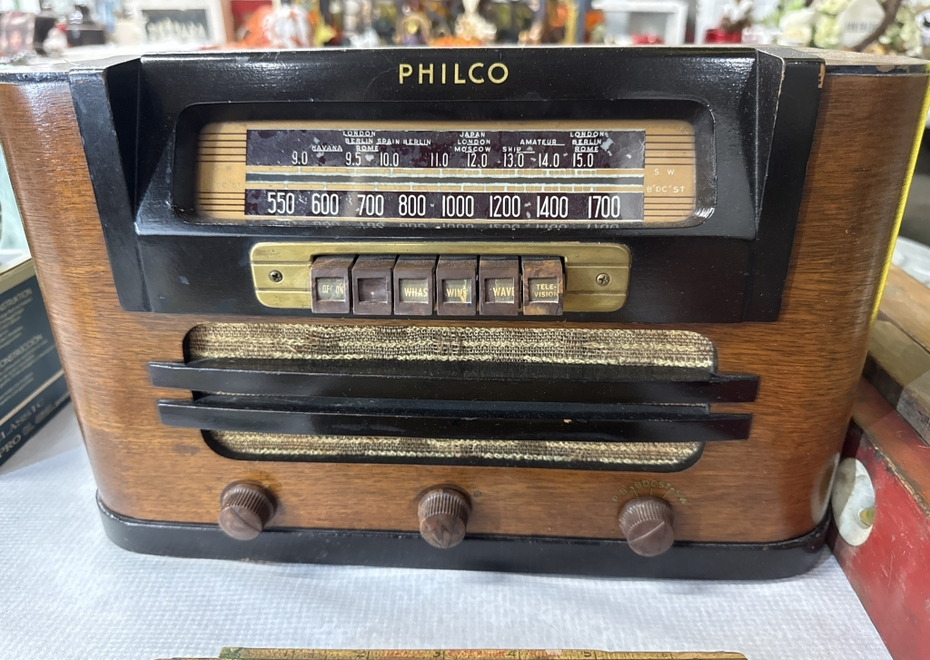 PHILCO
LONDON JAPAN LONDON
BERLIN SPAIN BERLIN LONDON AMATEUR BERLIN
HAVANA ROME MOSCOW SHIP ROME
9.0 9.5 10.0 11.0 12.0 13.0 14.0 15.0
S. W.
B'DC'ST
550 600 700 800 1000 1200 1400 1700
WHAS WINS WAVE TELE-
VISION